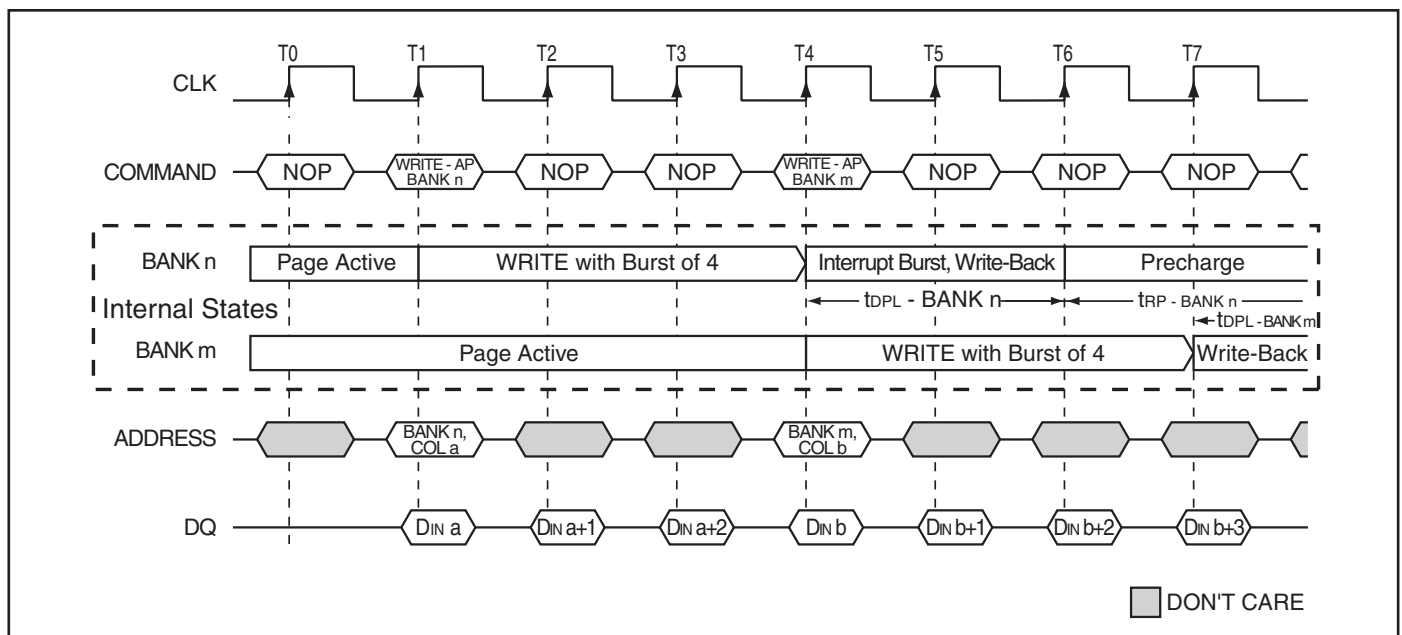 T0 T1 T2 T3 T4 T5 T6 T7
CLK
COMMAND NOP WRITE - AP BANK n NOP NOP WRITE - AP BANK m NOP NOP NOP
BANK n Page Active WRITE with Burst of 4 Interrupt Burst, Write-Back Precharge
Internal States tDPL - BANK n tRP - BANK n
tDPL - BANK m
BANK m Page Active WRITE with Burst of 4 Write-Back
ADDRESS BANK n, COL a BANK m, COL b
DQ DIN a DIN a+1 DIN a+2 DIN b DIN b+1 DIN b+2 DIN b+3
DON'T CARE